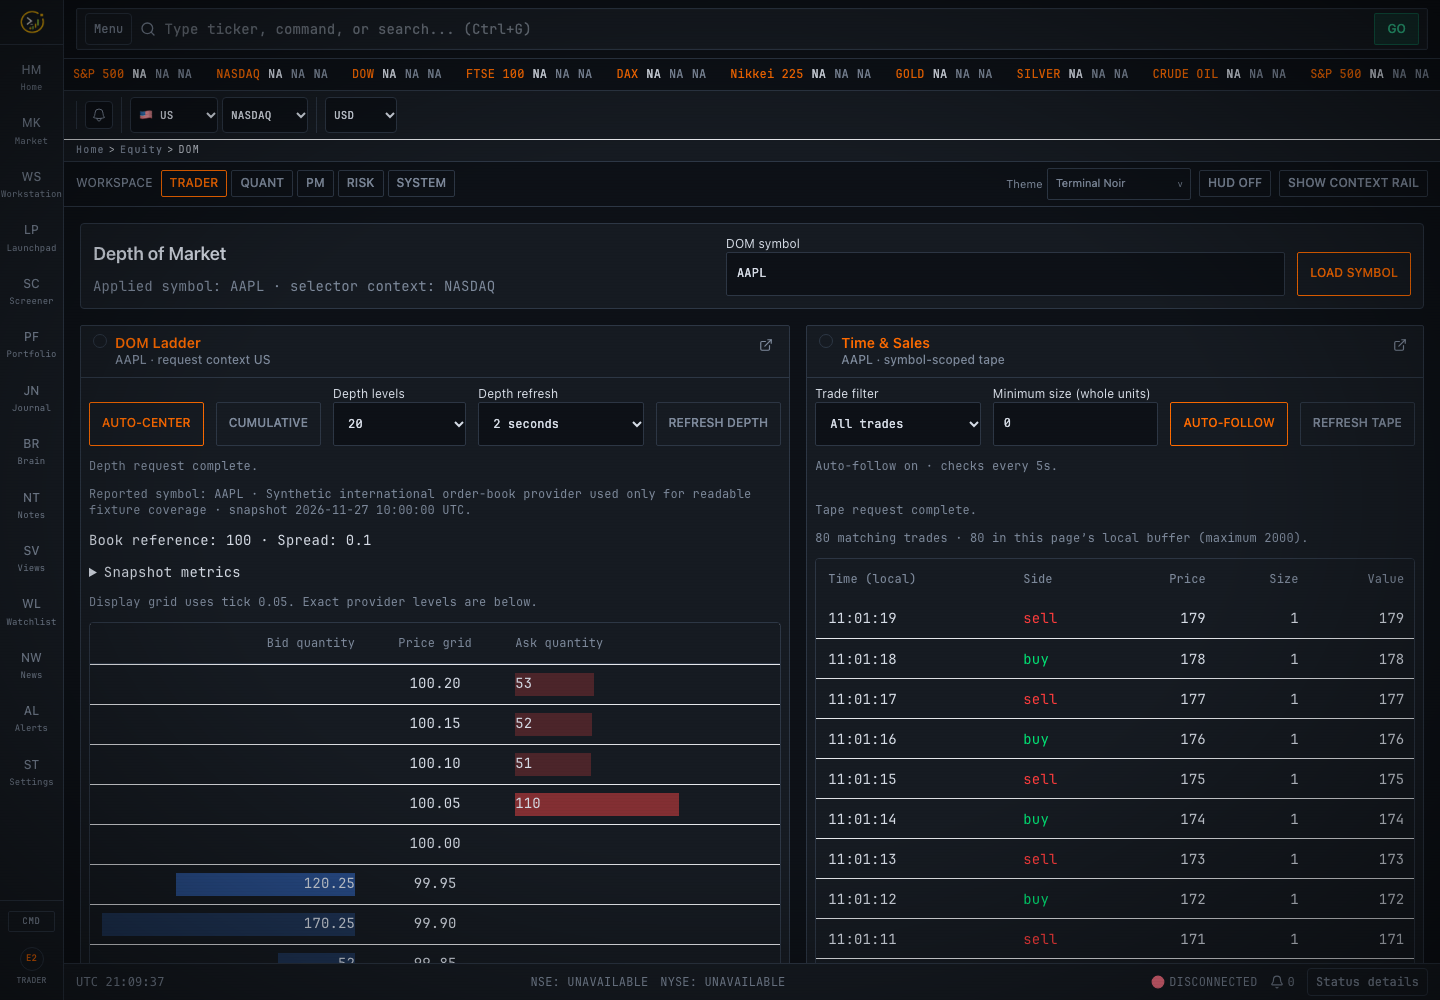 Menu Type ticker, command, or search... (Ctrl+G) GO
S&P 500 NA NA NA NASDAQ NA NA NA DOW NA NA NA FTSE 100 NA NA NA DAX NA NA NA Nikkei 225 NA NA NA GOLD NA NA NA SILVER NA NA NA CRUDE OIL NA NA NA S&P 500 NA NA NA
US NASDAQ USD
Home > Equity > DOM
WORKSPACE TRADER QUANT PM RISK SYSTEM Theme Terminal Noir v HUD OFF SHOW CONTEXT RAIL
HM
Home
MK
Market
WS
Workstation
LP
Launchpad
SC
Screener
PF
Portfolio
JN
Journal
BR
Brain
NT
Notes
SV
Views
WL
Watchlist
NW
News
AL
Alerts
ST
Settings
CMD
E2
TRADER
Depth of Market
Applied symbol: AAPL · selector context: NASDAQ
DOM symbol
AAPL
LOAD SYMBOL
DOM Ladder
AAPL · request context US
Depth levels Depth refresh
AUTO-CENTER CUMULATIVE 20 2 seconds REFRESH DEPTH
Depth request complete.
Reported symbol: AAPL · Synthetic international order-book provider used only for readable
fixture coverage · snapshot 2026-11-27 10:00:00 UTC.
Book reference: 100 · Spread: 0.1
Snapshot metrics
Display grid uses tick 0.05. Exact provider levels are below.
Bid quantity Price grid Ask quantity
100.20 53
100.15 52
100.10 51
100.05 110
100.00
120.25 99.95
170.25 99.90
52 99.85
Time & Sales
AAPL · symbol-scoped tape
Trade filter Minimum size (whole units)
All trades 0 AUTO-FOLLOW REFRESH TAPE
Auto-follow on · checks every 5s.
Tape request complete.
80 matching trades · 80 in this page's local buffer (maximum 2000).
Time (local) Side Price Size Value
11:01:19 sell 179 1 179
11:01:18 buy 178 1 178
11:01:17 sell 177 1 177
11:01:16 buy 176 1 176
11:01:15 sell 175 1 175
11:01:14 buy 174 1 174
11:01:13 sell 173 1 173
11:01:12 buy 172 1 172
11:01:11 sell 171 1 171
UTC 21:09:37 NSE: UNAVAILABLE NYSE: UNAVAILABLE DISCONNECTED 0 Status details